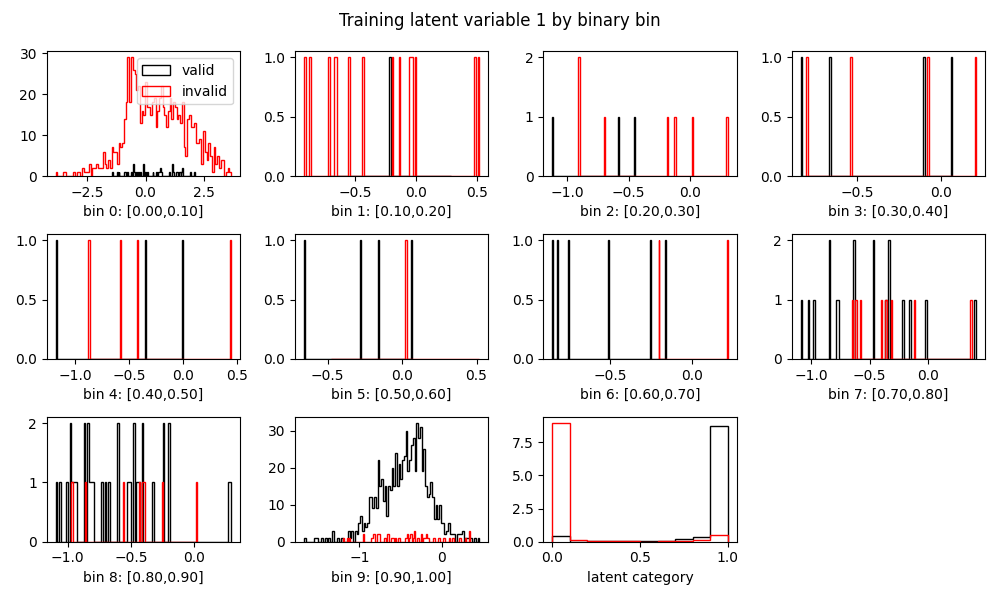 Training latent variable 1 by binary bin
30
20
10
0
valid
invalid
−2.5 0.0 2.5
bin 0: [0.00,0.10]
1.0
0.5
0.0
−0.5 0.0 0.5
bin 1: [0.10,0.20]
2
1
0
−1.0 −0.5 0.0
bin 2: [0.20,0.30]
1.0
0.5
0.0
−0.5 0.0
bin 3: [0.30,0.40]
1.0
0.5
0.0
−1.0 −0.5 0.0 0.5
bin 4: [0.40,0.50]
1.0
0.5
0.0
−0.5 0.0 0.5
bin 5: [0.50,0.60]
1.0
0.5
0.0
−0.5 0.0
bin 6: [0.60,0.70]
2
1
0
−1.0 −0.5 0.0
bin 7: [0.70,0.80]
2
1
0
−1.0 −0.5 0.0
bin 8: [0.80,0.90]
30
20
10
0
−1 0
bin 9: [0.90,1.00]
7.5
5.0
2.5
0.0
0.0 0.5 1.0
latent category